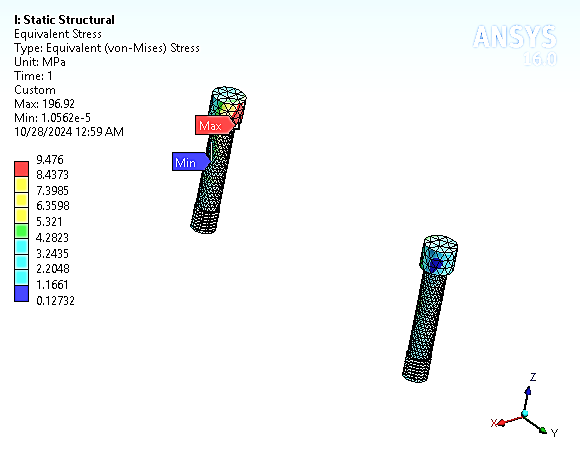 I: Static Structural
Equivalent Stress
Type: Equivalent (von-Mises) Stress
Unit: MPa
Time: 1
Custom
Max: 196.92
Min: 1.0562e-5
10/28/2024 12:59 AM
ANSYS
16.0
Max
Min
9.476
8.4373
7.3985
6.3598
5.321
4.2823
3.2435
2.2048
1.1661
0.12732
Z
X
Y